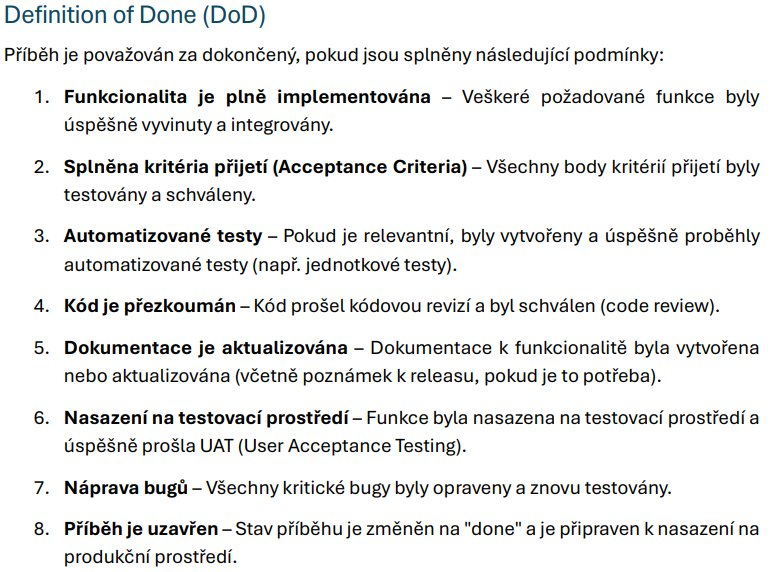 Definition of Done (DoD)
Příběh je považován za dokončený, pokud jsou splněny následující podmínky:
1. Funkcionalita je plně implementována – Veškeré požadované funkce byly
úspěšně vyvinuty a integrovány.
2. Splněna kritéria přijetí (Acceptance Criteria) – Všechny body kritérií přijetí byly
testovány a schváleny.
3. Automatizované testy – Pokud je relevantní, byly vytvořeny a úspěšně proběhly
automatizované testy (např. jednotkové testy).
4. Kód je přezkoumán – Kód prošel kódovou revizí a byl schválen (code review).
5. Dokumentace je aktualizována – Dokumentace k funkcionalitě byla vytvořena
nebo aktualizována (včetně poznámek k releasu, pokud je to potřeba).
6. Nasazení na testovací prostředí – Funkce byla nasazena na testovací prostředí a
úspěšně prošla UAT (User Acceptance Testing).
7. Náprava bugů – Všechny kritické bugy byly opraveny a znovu testovány.
8. Příběh je uzavřen – Stav příběhu je změněn na "done" a je připraven k nasazení na
produkční prostředí.